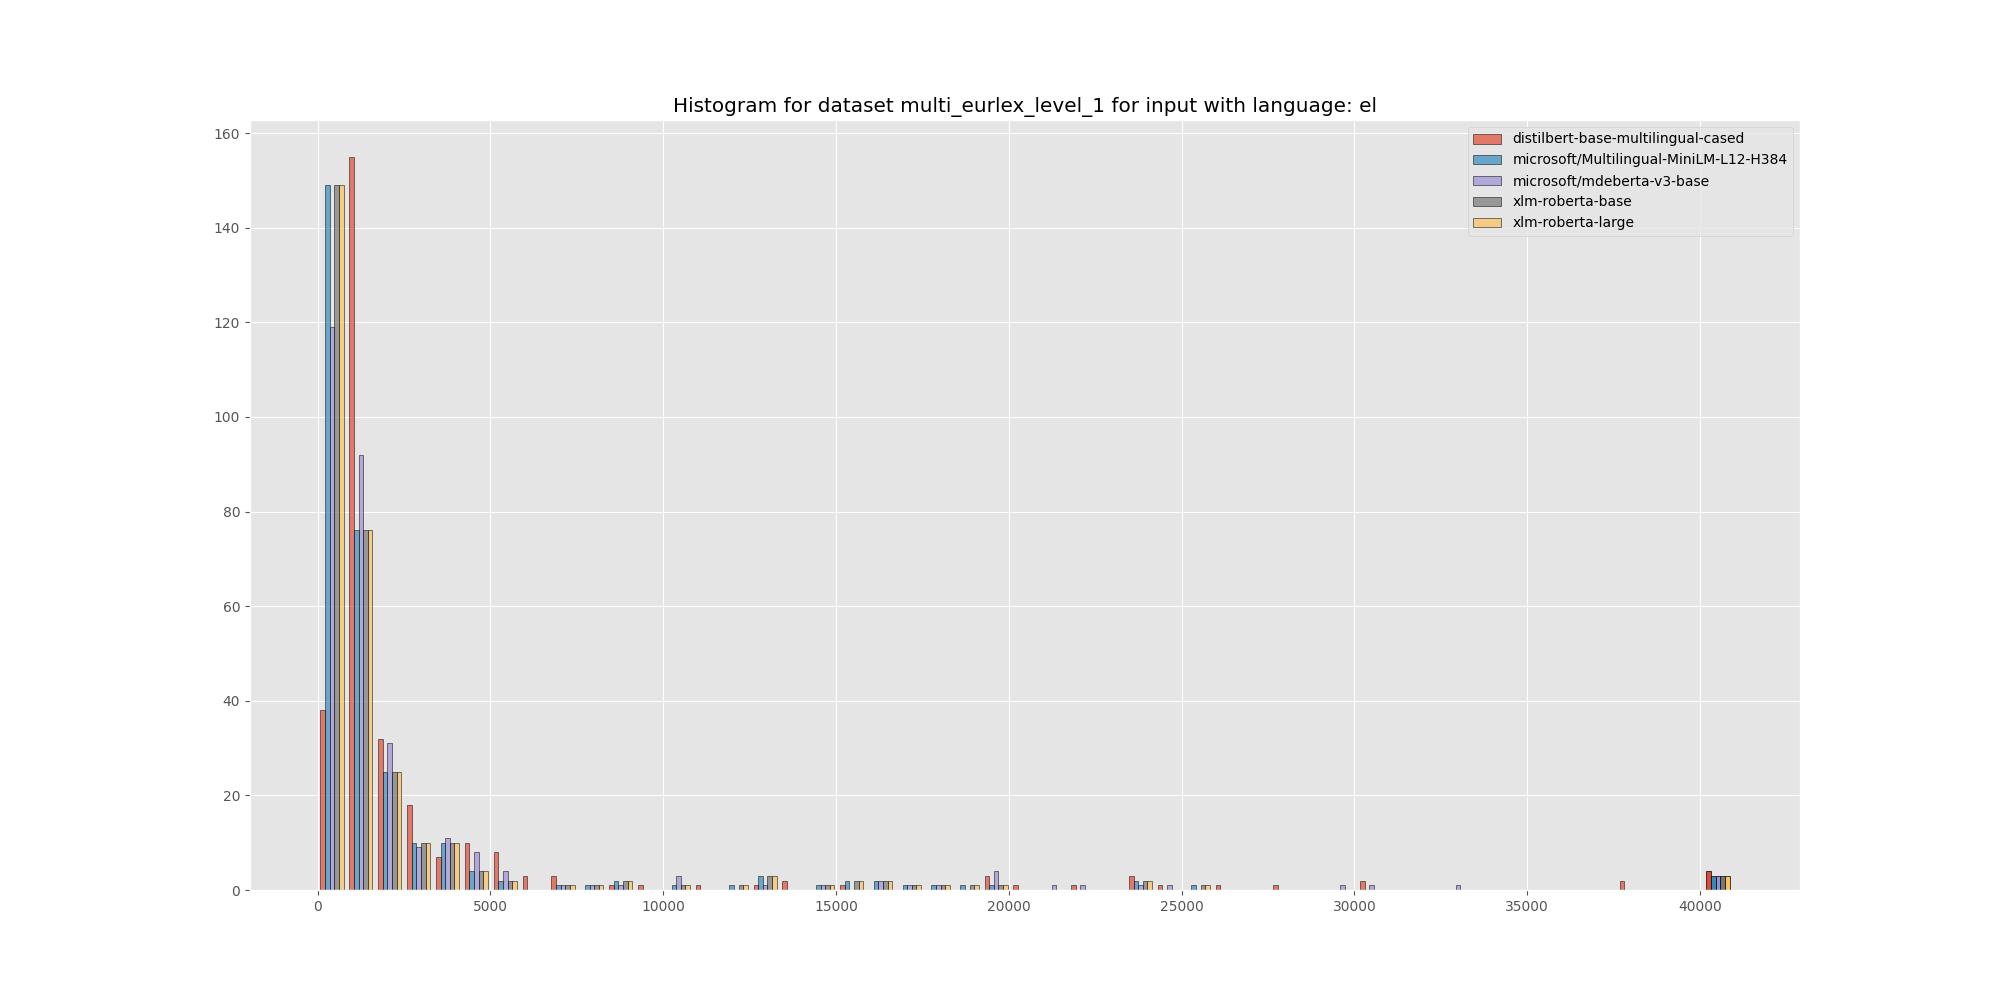 Histogram for dataset multi_eurlex_level_1 for input with language: el
distilbert-base-multilingual-cased
microsoft/Multilingual-MiniLM-L12-H384
microsoft/mdeberta-v3-base
xlm-roberta-base
xlm-roberta-large
160
140
120
100
80
60
40
20
0
0 5000 10000 15000 20000 25000 30000 35000 40000